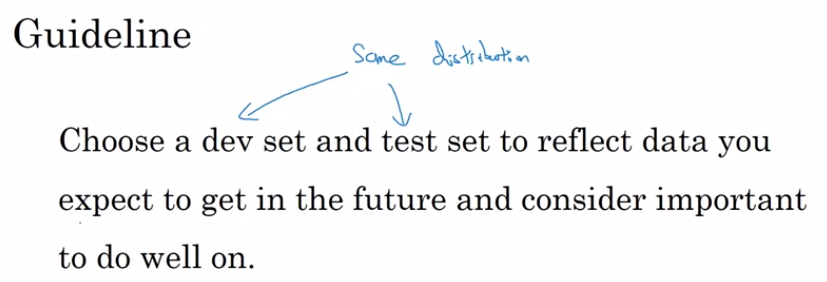 Guideline
Same distribution
Choose a dev set and test set to reflect data you
expect to get in the future and consider important
to do well on.